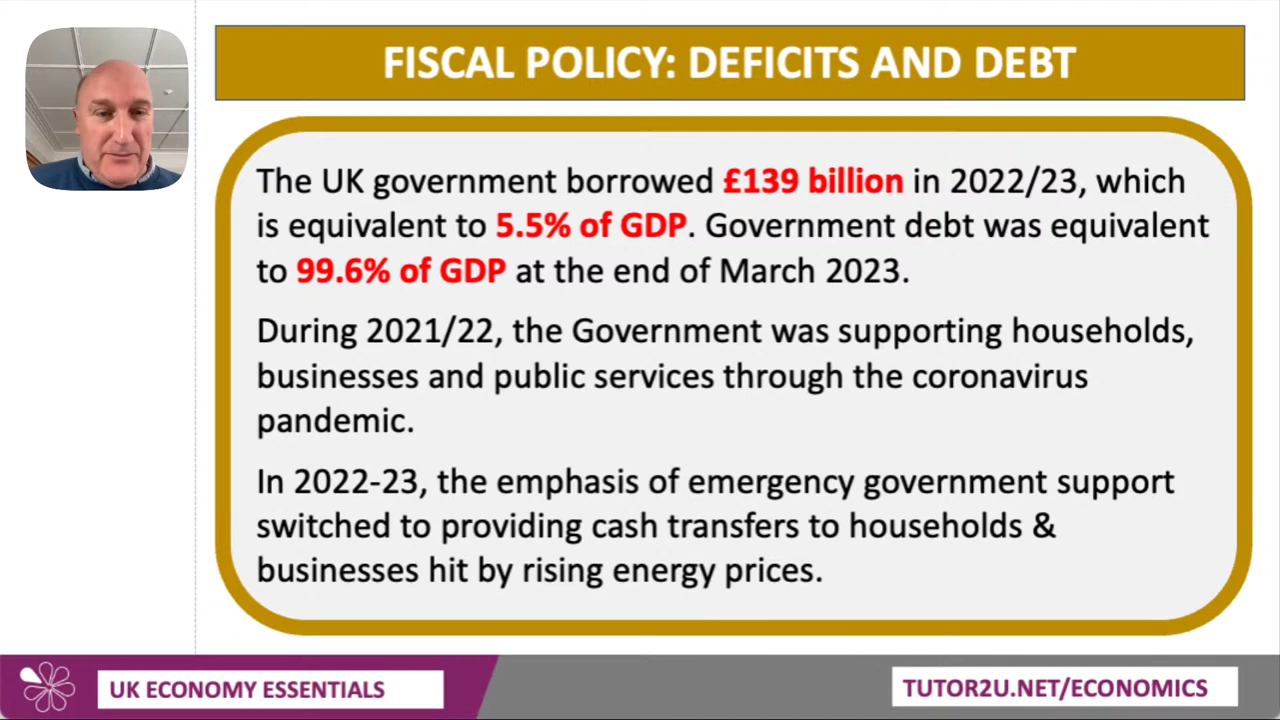 FISCAL POLICY: DEFICITS AND DEBT
The UK government borrowed £139 billion in 2022/23, which
is equivalent to 5.5% of GDP. Government debt was equivalent
to 99.6% of GDP at the end of March 2023.
During 2021/22, the Government was supporting households,
businesses and public services through the coronavirus
pandemic.
In 2022-23, the emphasis of emergency government support
switched to providing cash transfers to households &
businesses hit by rising energy prices.
UK ECONOMY ESSENTIALS
TUTOR2U.NET/ECONOMICS